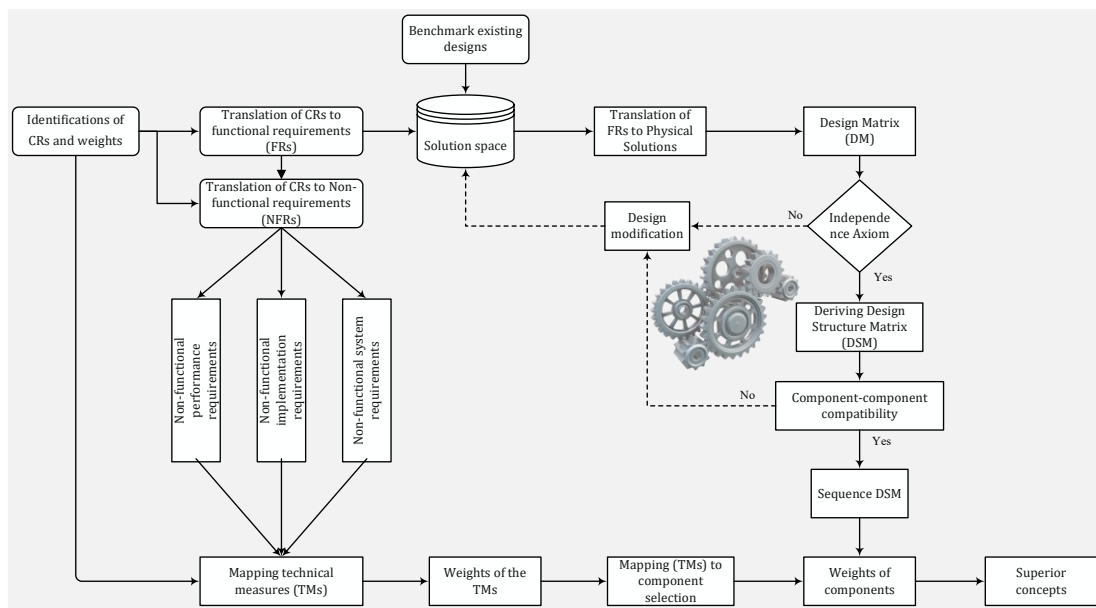 Benchmark existing
designs
Identifications of
CRs and weights
Translation of CRs to
functional requirements
(FRs)
Solution space
Translation of
FRs to Physical
Solutions
Design Matrix
(DM)
Translation of CRs to Non-
functional requirements
(NFRs)
Design
modification
No
Independe
nce Axiom
Yes
Non-functional
performance
requirements
Non-functional
implementation
requirements
Non-functional system
requirements
Deriving Design
Structure Matrix
(DSM)
No
Component-component
compatibility
Yes
Sequence DSM
Mapping technical
measures (TMs)
Weights of the
TMs
Mapping (TMs) to
component
selection
Weights of
components
Superior
concepts